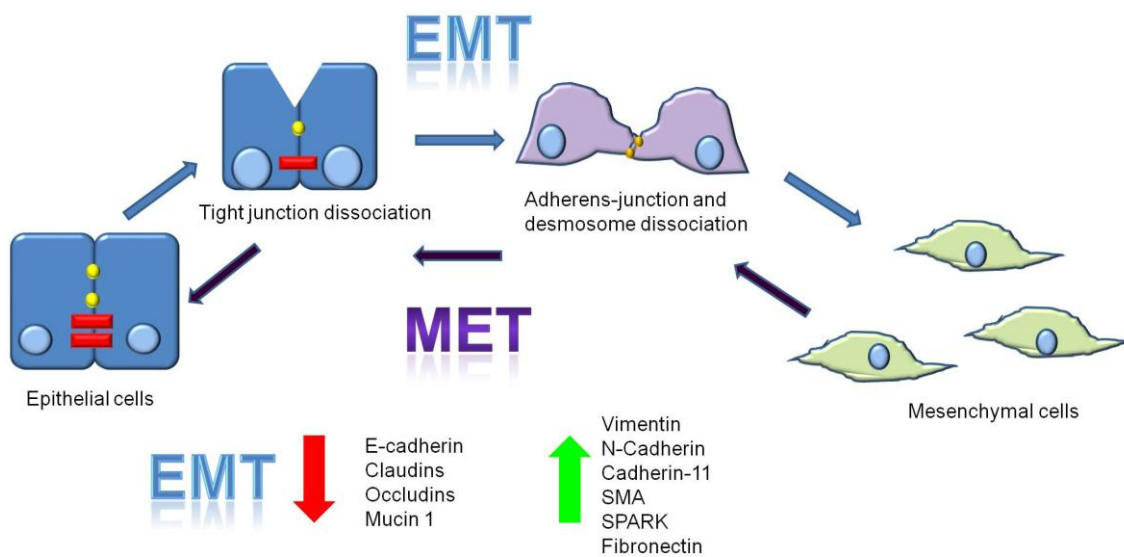 EMT
Tight junction dissociation
Adherens-junction and
desmosome dissociation
MET
Epithelial cells
Mesenchymal cells
EMT
E-cadherin
Claudins
Occludins
Mucin 1
Vimentin
N-Cadherin
Cadherin-11
SMA
SPARK
Fibronectin